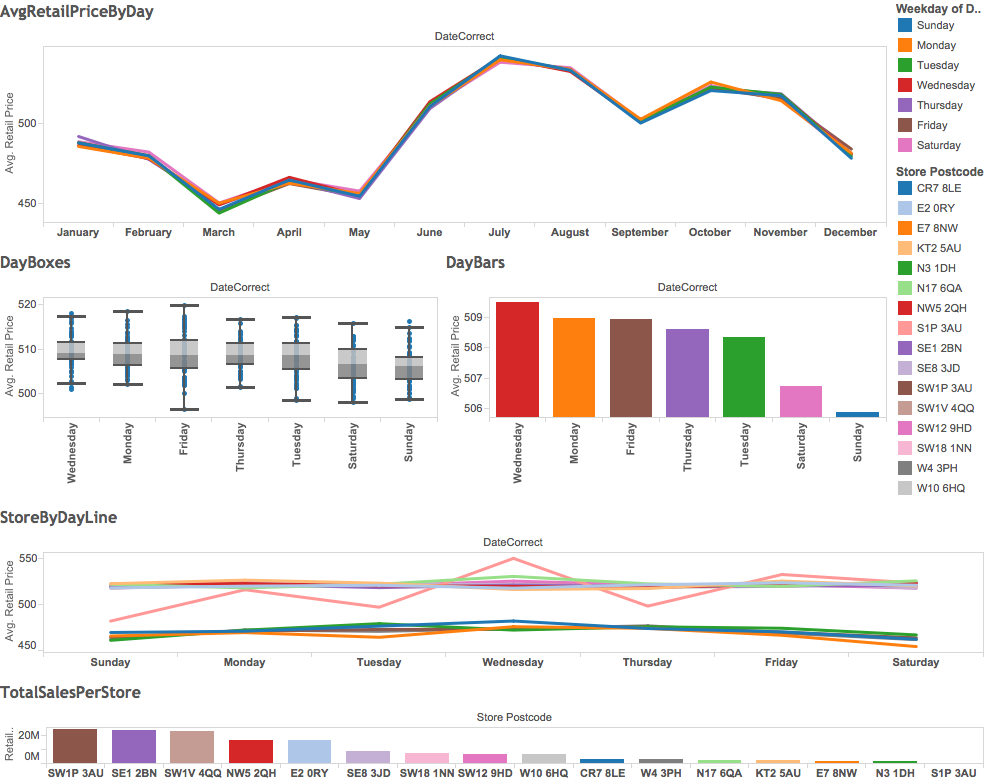 AvgRetailPriceByDay
DateCorrect
Avg. Retail Price
500
450
January February March April May June July August September October November December
Weekday of D..
Sunday
Monday
Tuesday
Wednesday
Thursday
Friday
Saturday
Store Postcode
CR7 8LE
E2 0RY
E7 8NW
KT2 5AU
N3 1DH
N17 6QA
NW5 2QH
S1P 3AU
SE1 2BN
SE8 3JD
SW1P 3AU
SW1V 4QQ
SW12 9HD
SW18 1NN
W4 3PH
W10 6HQ
DayBoxes
DateCorrect
Avg. Retail Price
520
510
500
Wednesday Monday Friday Thursday Tuesday Saturday Sunday
DayBars
DateCorrect
Avg. Retail Price
509
508
507
506
Wednesday Monday Friday Thursday Tuesday Saturday Sunday
StoreByDayLine
DateCorrect
Avg. Retail Price
550
500
450
Sunday Monday Tuesday Wednesday Thursday Friday Saturday
TotalSalesPerStore
Store Postcode
Retail..
20M
0M
SW1P 3AU SE1 2BN SW1V 4QQ NW5 2QH E2 0RY SE8 3JD SW18 1NN SW12 9HD W10 6HQ CR7 8LE W4 3PH N17 6QA KT2 5AU E7 8NW N3 1DH S1P 3AU